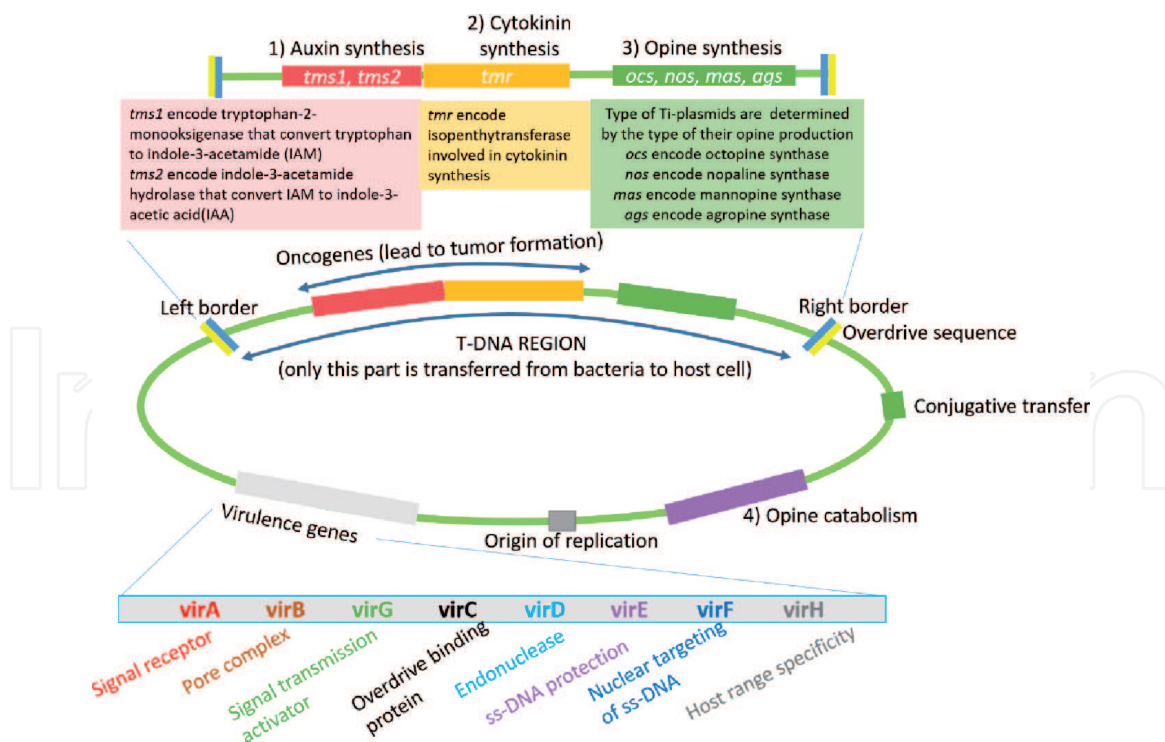 1) Auxin synthesis
2) Cytokinin
synthesis
3) Opine synthesis
tms1, tms2
tmr
ocs, nos, mas, ags
tms1 encode tryptophan-2-
monooksigenase that convert tryptophan
to indole-3-acetamide (IAM)
tms2 encode indole-3-acetamide
hydrolase that convert IAM to indole-3-
acetic acid(IAA)
tmr encode
isopenthytransferase
involved in cytokinin
synthesis
Type of Ti-plasmids are determined
by the type of their opine production
ocs encode octopine synthase
nos encode nopaline synthase
mas encode mannopine synthase
ags encode agropine synthase
Oncogenes (lead to tumor formation)
Left border
Right border
Overdrive sequence
T-DNA REGION
(only this part is transferred from bacteria to host cell)
Conjugative transfer
Virulence genes
Origin of replication
4) Opine catabolism
virA
virB
virG
virC
virD
virE
virF
virH
Signal receptor
Pore complex
Signal transmission
activator
Overdrive binding
protein
Endonuclease
ss-DNA protection
Nuclear targeting
of ss-DNA
Host range specificity